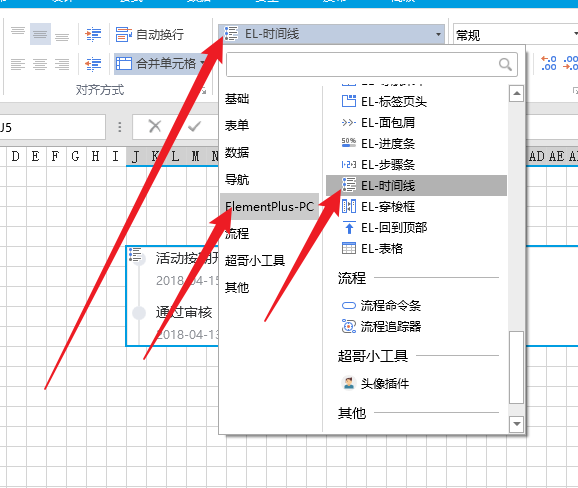 自动换行
EL-时间线
常规
合并单元格
对齐方式
J5
基础
表单
数据
导航
ElementPlus-PC
流程
超哥小工具
其他
EL-标签页头
EL-面包屑
50%
EL-进度条
1-2-3
EL-步骤条
EL-时间线
EL-穿梭框
EL-回到顶部
EL-表格
流程
流程命令条
流程追踪器
超哥小工具
头像插件
其他
D E F G H I J K L M N AD AE AF
活动按期
2018-04-15
通过审核
2018-04-13